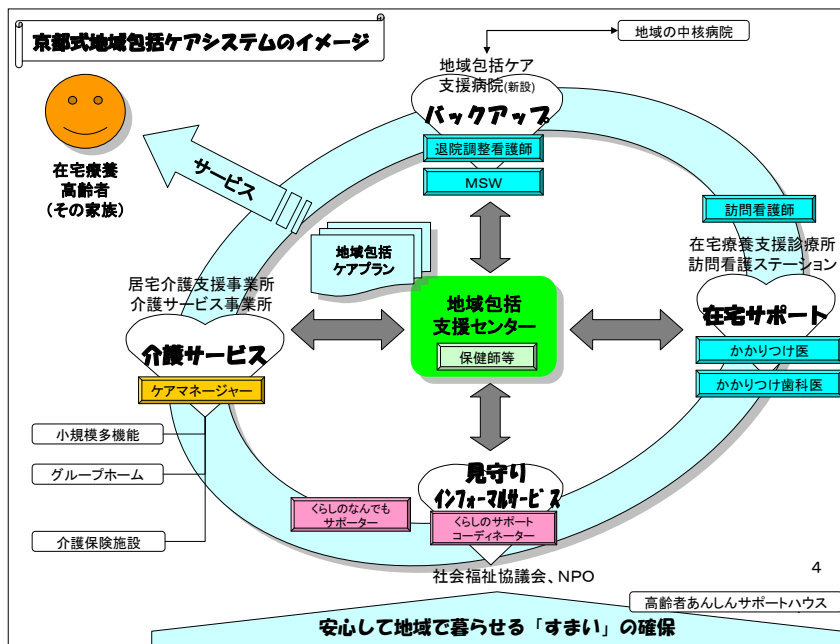 京都式地域包括ケアシステムのイメージ
地域の中核病院
地域包括ケア
支援病院(新設)
バックアップ
退院調整看護師
MSW
在宅療養
高齢者
(その家族)
サービス
訪問看護師
地域包括
ケアプラン
在宅療養支援診療所
訪問看護ステーション
在宅サポート
かかりつけ医
かかりつけ歯科医
居宅介護支援事業所
介護サービス事業所
介護サービス
ケアマネージャー
地域包括
支援センター
保健師等
小規模多機能
グループホーム
介護保険施設
見守り
インフォーマルサービス
くらしのなんでも
サポーター
くらしのサポート
コーディネーター
社会福祉協議会、NPO
4
高齢者あんしんサポートハウス
安心して地域で暮らせる「すまい」の確保